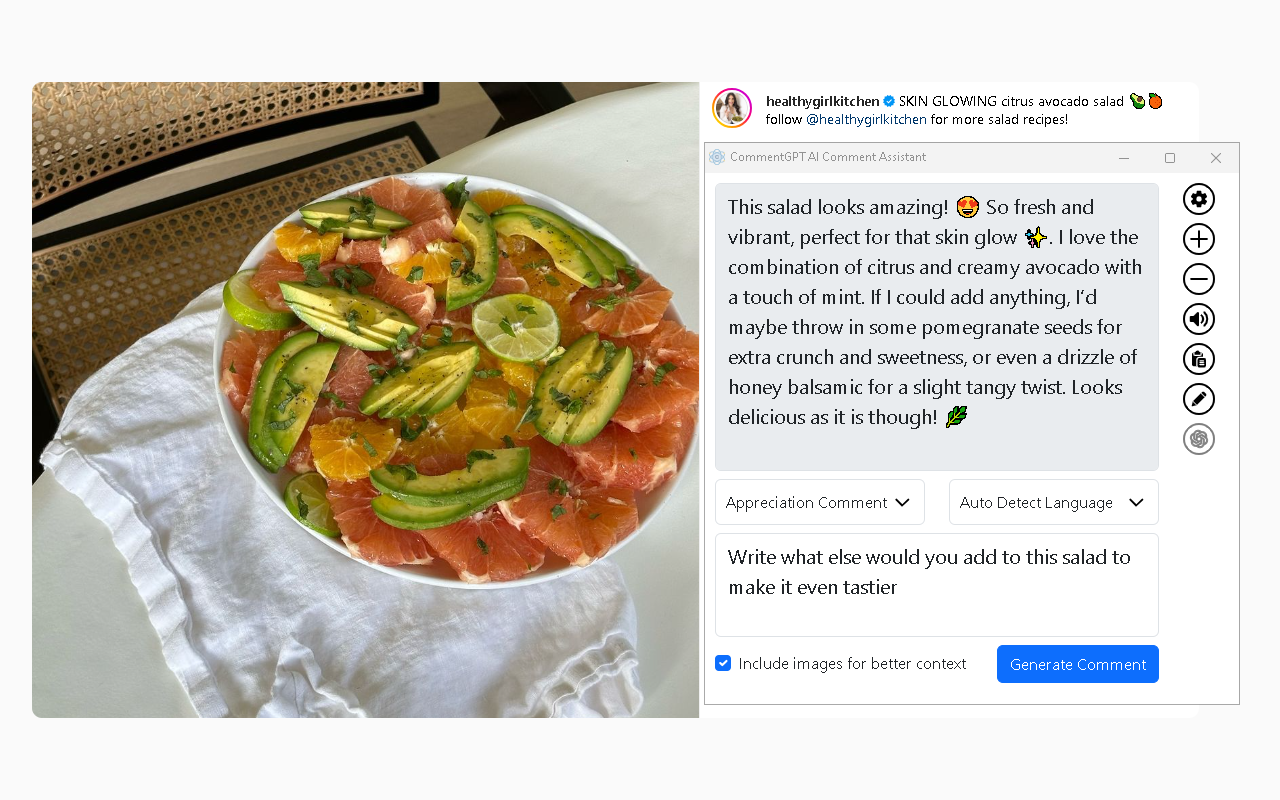 healthygirlkitchen SKIN GLOWING citrus avocado salad 🥑🍊
follow @healthygirlkitchen for more salad recipes!
CommentGPT AI Comment Assistant
This salad looks amazing! 😍 So fresh and
vibrant, perfect for that skin glow ✨. I love the
combination of citrus and creamy avocado with
a touch of mint. If I could add anything, I'd
maybe throw in some pomegranate seeds for
extra crunch and sweetness, or even a drizzle of
honey balsamic for a slight tangy twist. Looks
delicious as it is though! 🌿
Appreciation Comment
Auto Detect Language
Write what else would you add to this salad to
make it even tastier
Include images for better context
Generate Comment